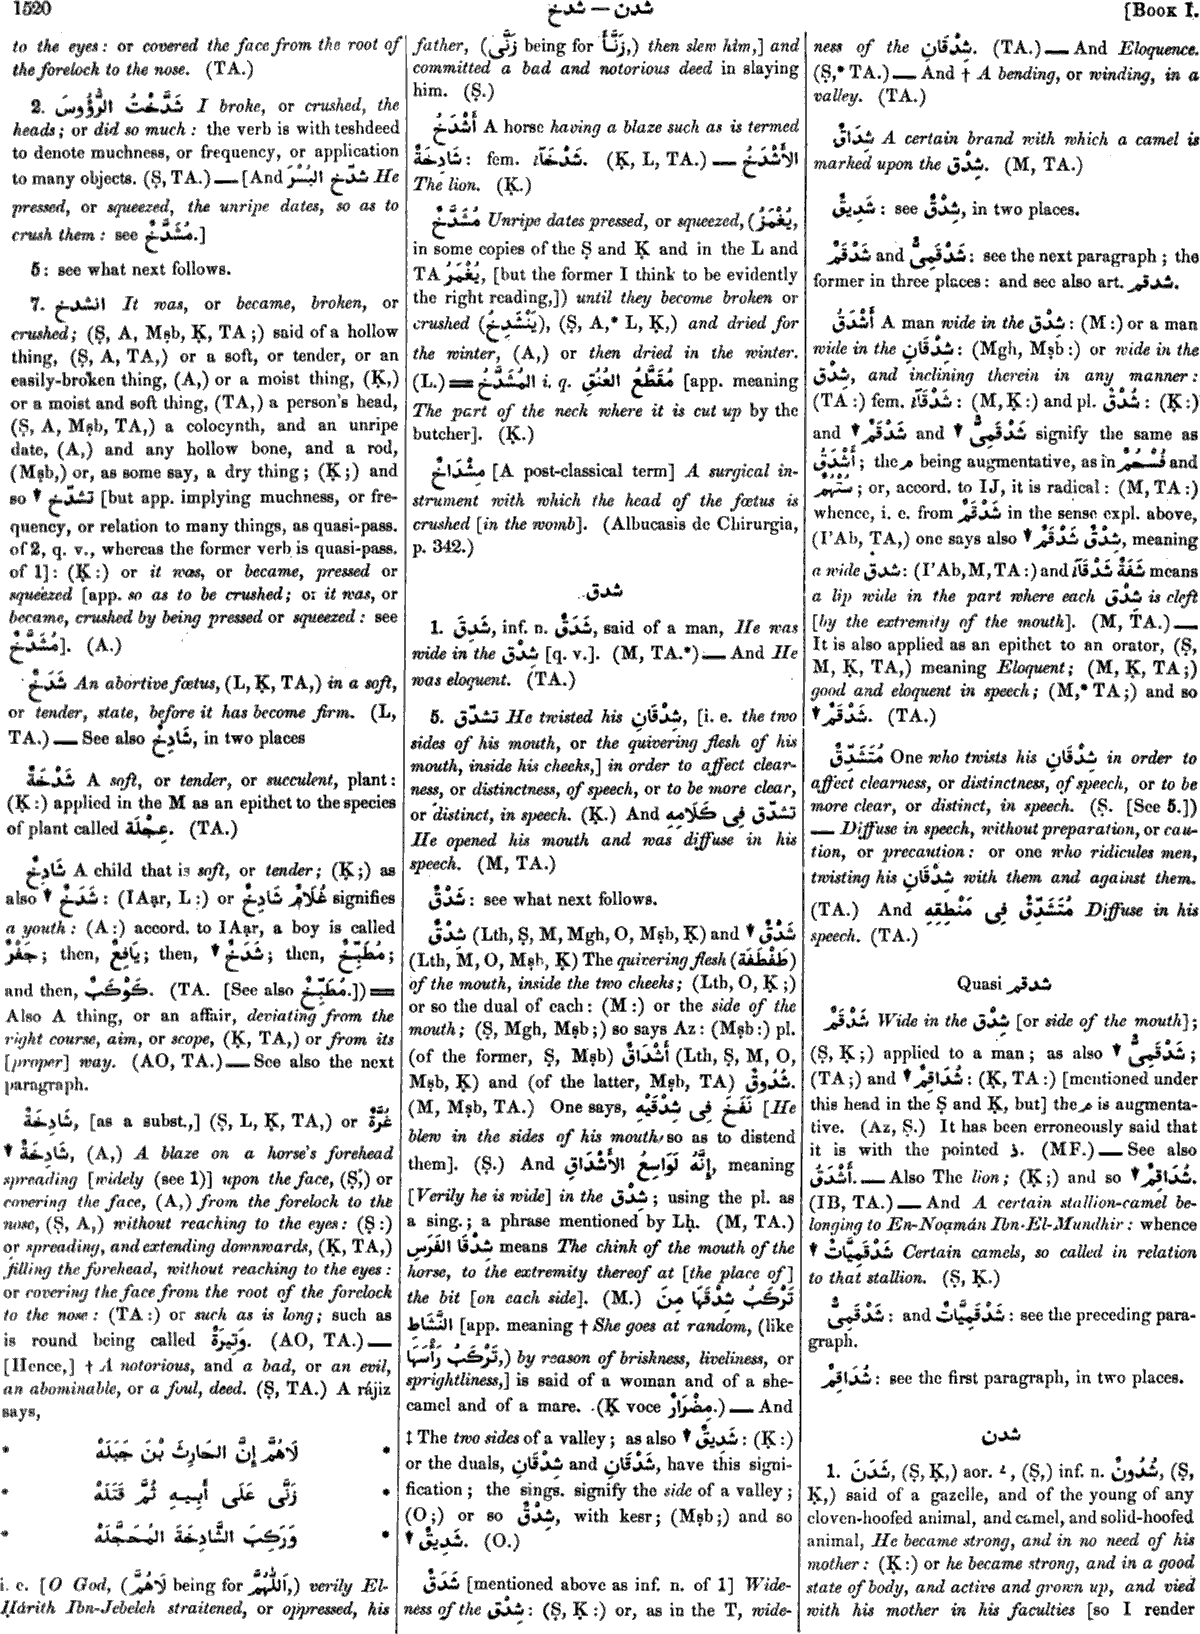 1520
شدن — شدخ
[Book I.
to the eyes: or covered the face from the root of
the forelock to the nose. (TA.)
2. شَدَّخْتُ الرُّؤُوسَ I broke, or crushed, the
heads; or did so much: the verb is with teshdeed
to denote muchness, or frequency, or application
to many objects. (Ṣ, TA.) — [And شدّخ البُسْرَ He
pressed, or squeezed, the unripe dates, so as to
crush them: see مُشَدَّخٌ.]
5: see what next follows.
7. انشدخ It was, or became, broken, or
crushed; (Ṣ, A, Mṣb, Ḳ, TA;) said of a hollow
thing, (Ṣ, A, TA,) or a soft, or tender, or an
easily-broken thing, (A,) or a moist thing, (Ḳ,)
or a moist and soft thing, (TA,) a person's head,
(Ṣ, A, Mṣb, TA,) a colocynth, and an unripe
date, (A,) and any hollow bone, and a rod,
(Mṣb,) or, as some say, a dry thing; (Ḳ;) and
so ▼ تشدّخ [but app. implying muchness, or fre-
quency, or relation to many things, as quasi-pass.
of 2, q. v., whereas the former verb is quasi-pass.
of 1]: (Ḳ:) or it was, or became, pressed or
squeezed [app. so as to be crushed; or it was, or
became, crushed by being pressed or squeezed: see
مُشَدَّخٌ]. (A.)
شَدَخٌ An abortive fœtus, (L, Ḳ, TA,) in a soft,
or tender, state, before it has become firm. (L,
TA.) — See also شَادِخٌ, in two places
شَدْخَةٌ A soft, or tender, or succulent, plant:
(Ḳ:) applied in the M as an epithet to the species
of plant called عِجْلَة. (TA.)
شَادِخٌ A child that is soft, or tender; (Ḳ;) as
also ▼ شَدَخٌ: (IAạr, L:) or غُلَامٌ شَادِخٌ signifies
a youth: (A:) accord. to IAạr, a boy is called
جَفْرٌ; then, يَافِعٌ; then, ▼ شَدَخٌ; then, مُطَبِّخٌ;
and then, كَوْكَبٌ. (TA. [See also مُطَبِّخٌ.]) ══
Also A thing, or an affair, deviating from the
right course, aim, or scope, (Ḳ, TA,) or from its
[proper] way. (AO, TA.) — See also the next
paragraph.
شَادِخَةٌ, [as a subst.,] (Ṣ, L, Ḳ, TA,) or غُرَّةٌ
▼ شَادِخَةٌ, (A,) A blaze on a horse's forehead
spreading [widely (see 1)] upon the face, (Ṣ,) or
covering the face, (A,) from the forelock to the
nose, (Ṣ, A,) without reaching to the eyes: (Ṣ:)
or spreading, and extending downwards, (Ḳ, TA,)
filling the forehead, without reaching to the eyes:
or covering the face from the root of the forelock
to the nose: (TA:) or such as is long; such as
is round being called وَتِيرَةٌ. (AO, TA.) —
[Hence,] † A notorious, and a bad, or an evil,
an abominable, or a foul, deed. (Ṣ, TA.) A rájiz
says,
* لَاهُمَّ إِنَّ الحَارِثَ بْنَ جَبَلَهْ *
* زَنَّى عَلَى أَبِيهِ ثُمَّ قَتَلَهْ *
* وَرَكِبَ الشَّادِخَةَ المُحَجَّلَهْ *
i. e. [O God, (لَاهُمَّ being for اَللّٰهُمَّ,) verily El-
Ḥárith Ibn-Jebeleh straitened, or oppressed, his
father, (زَنَّى being for زَنَّأَ,) then slew him,] and
committed a bad and notorious deed in slaying
him. (Ṣ.)
أَشْدَخُ A horse having a blaze such as is termed
شَادِخَةٌ: fem. شَدْخَآءُ. (Ḳ, L, TA.) — الأَشْدَخُ
The lion. (Ḳ.)
مُشَدَّخٌ Unripe dates pressed, or squeezed, (يُغْمَزُ,
in some copies of the Ṣ and Ḳ and in the L and
TA يُغْمَرُ, [but the former I think to be evidently
the right reading,]) until they become broken or
crushed (يَنْشَدِخُ), (Ṣ, A,* L, Ḳ,) and dried for
the winter, (A,) or then dried in the winter.
(L.) ══ المُشَدَّخُ i. q. مُقَطَّعُ العُنُقِ [app. meaning
The part of the neck where it is cut up by the
butcher]. (Ḳ.)
مِشْدَاخٌ [A post-classical term] A surgical in-
strument with which the head of the fœtus is
crushed [in the womb]. (Albucasis de Chirurgia,
p. 342.)
شدق
1. شَدِقَ, inf. n. شَدَقٌ, said of a man, He was
wide in the شِدْق [q. v.]. (M, TA.*) — And He
was eloquent. (TA.)
5. تشدّق He twisted his شِدْقَانِ, [i. e. the two
sides of his mouth, or the quivering flesh of his
mouth, inside his cheeks,] in order to affect clear-
ness, or distinctness, of speech, or to be more clear,
or distinct, in speech. (Ḳ.) And تشدّق فِى كَلَامِهِ
He opened his mouth and was diffuse in his
speech. (M, TA.)
شَدْقٌ: see what next follows.
شِدْقٌ (Lth, Ṣ, M, Mgh, O, Mṣb, Ḳ) and ▼ شَدْقٌ
(Lth, M, O, Mṣb, Ḳ) The quivering flesh (طَفْطَفَة)
of the mouth, inside the two cheeks; (Lth, O, Ḳ;)
or so the dual of each: (M:) or the side of the
mouth; (Ṣ, Mgh, Mṣb;) so says Az: (Mṣb:) pl.
(of the former, Ṣ, Mṣb) أَشْدَاقٌ (Lth, Ṣ, M, O,
Mṣb, Ḳ) and (of the latter, Mṣb, TA) شُدُوقٌ.
(M, Mṣb, TA.) One says, نَفَخَ فِى شِدْقَيْهِ [He
blew in the sides of his mouth, so as to distend
them]. (Ṣ.) And إِنَّهُ لَوَاسِعُ الأَشْدَاقِ, meaning
[Verily he is wide] in the شِدْق; using the pl. as
a sing.; a phrase mentioned by Lḥ. (M, TA.)
شِدْقَا الفَرَسِ means The chink of the mouth of the
horse, to the extremity thereof at [the place of]
the bit [on each side]. (M.) تَرْكَبُ شِدْقَهَا مِنَ
النَّشَاطِ [app. meaning † She goes at random, (like
تَرْكَبُ رَأْسَهَا,) by reason of briskness, liveliness, or
sprightliness,] is said of a woman and of a she-
camel and of a mare. (Ḳ voce مِضْرَارٌ.) — And
‡ The two sides of a valley; as also ▼ شَدِيقٌ: (Ḳ:)
or the duals, شِدْقَانِ and شَدْقَانِ, have this signi-
fication; the sings. signify the side of a valley;
(O;) or so شِدْقٌ, with kesr; (Mṣb;) and so
▼ شَدِيقٌ. (O.)
شَدَقٌ [mentioned above as inf. n. of 1] Wide-
ness of the شِدْق: (Ṣ, Ḳ:) or, as in the T, wide-
ness of the شِدْقَانِ. (TA.) — And Eloquence.
(Ṣ,* TA.) — And † A bending, or winding, in a
valley. (TA.)
شِدَاقٌ A certain brand with which a camel is
marked upon the شِدْق. (M, TA.)
شَدِيقٌ: see شِدْقٌ, in two places.
شَدْقَمٌ and شَدْقَمِىٌّ: see the next paragraph; the
former in three places: and see also art. شدقم.
أَشْدَقُ A man wide in the شِدْق: (M:) or a man
wide in the شِدْقَانِ: (Mgh, Mṣb:) or wide in the
شِدْق, and inclining therein in any manner:
(TA:) fem. شَدْقَآءُ: (M, Ḳ:) and pl. شُدْقٌ: (Ḳ:)
and ▼ شَدْقَمٌ and ▼ شَدْقَمِىٌّ signify the same as
أَشْدَقُ; the م being augmentative, as in فُسْحُمٌ and
سُتْهُمٌ; or, accord. to IJ, it is radical: (M, TA:)
whence, i. e. from شَدْقَمٌ in the sense expl. above,
(I'Ab, TA,) one says also ▼ شِدْقٌ شَدْقَمٌ, meaning
a wide شِدْق: (I'Ab, M, TA:) and شَفَةٌ شَدْقَآءُ means
a lip wide in the part where each شِدْق is cleft
[by the extremity of the mouth]. (M, TA.) —
It is also applied as an epithet to an orator, (Ṣ,
M, Ḳ, TA,) meaning Eloquent; (M, Ḳ, TA;)
good and eloquent in speech; (M,* TA;) and so
▼ شَدْقَمٌ. (TA.)
مُتَشَدِّقٌ One who twists his شِدْقَانِ in order to
affect clearness, or distinctness, of speech, or to be
more clear, or distinct, in speech. (Ṣ. [See 5.])
— Diffuse in speech, without preparation, or cau-
tion, or precaution: or one who ridicules men,
twisting his شِدْقَانِ with them and against them.
(TA.) And مُتَشَدِّقٌ فِى مَنْطِقِهِ Diffuse in his
speech. (TA.)
Quasi شدقم
شَدْقَمٌ Wide in the شِدْق [or side of the mouth];
(Ṣ, Ḳ;) applied to a man; as also ▼ شَدْقَمِىٌّ;
(TA;) and ▼ شُدَاقِمٌ: (Ḳ, TA:) [mentioned under
this head in the Ṣ and Ḳ, but] the م is augmenta-
tive. (Az, Ṣ.) It has been erroneously said that
it is with the pointed ذ. (MF.) — See also
أَشْدَقُ. — Also The lion; (Ḳ;) and so ▼ شُدَاقِمٌ.
(IB, TA.) — And A certain stallion-camel be-
longing to En-Noạmán Ibn-El-Mundhir: whence
▼ شَدْقَمِيَّاتٌ Certain camels, so called in relation
to that stallion. (Ṣ, Ḳ.)
شَدْقَمِىٌّ: and شَدْقَمِيَّاتٌ: see the preceding para-
graph.
شُدَاقِمٌ: see the first paragraph, in two places.
شدن
1. شَدَنَ, (Ṣ, Ḳ,) aor. ـُ, (Ṣ,) inf. n. شُدُونٌ, (Ṣ,
Ḳ,) said of a gazelle, and of the young of any
cloven-hoofed animal, and camel, and solid-hoofed
animal, He became strong, and in no need of his
mother: (Ḳ:) or he became strong, and in a good
state of body, and active and grown up, and vied
with his mother in his faculties [so I render